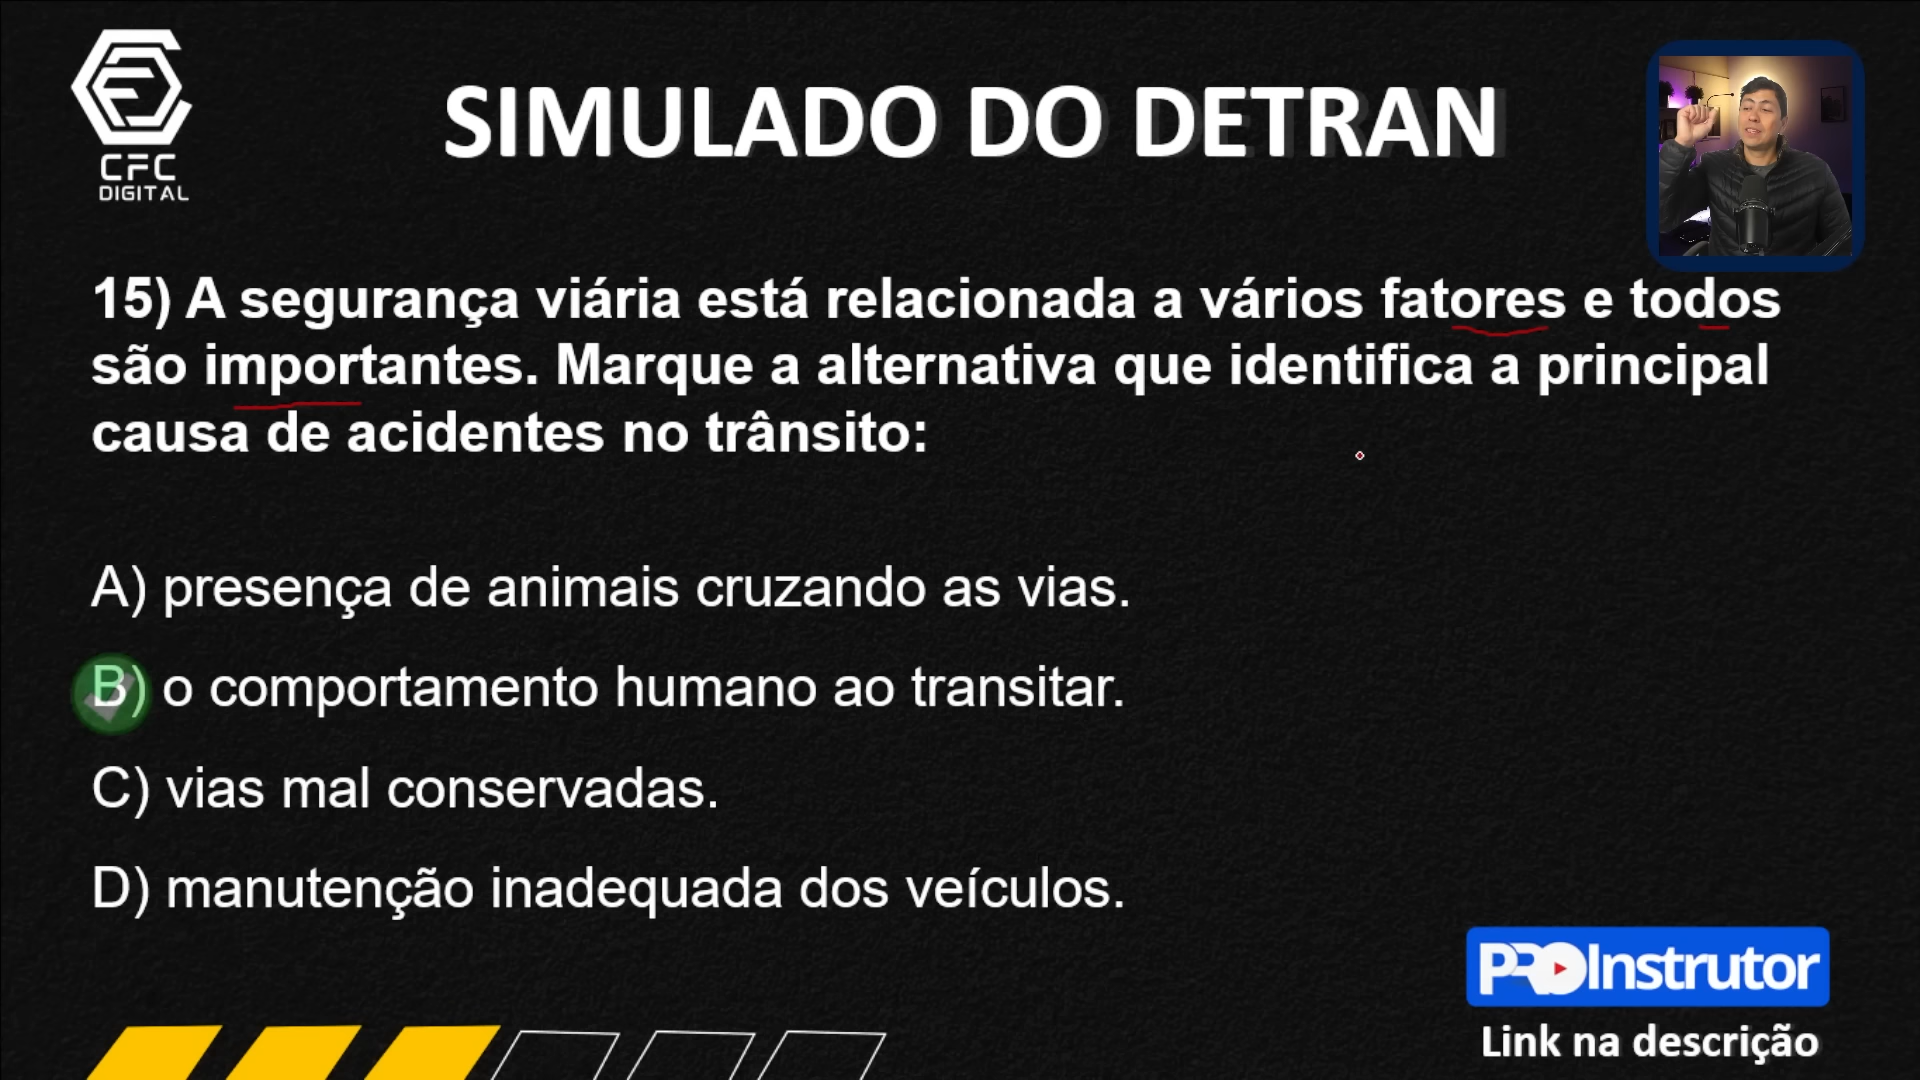 CFC
DIGITAL
SIMULADO DO DETRAN
15) A segurança viária está relacionada a vários fatores e todos
são importantes. Marque a alternativa que identifica a principal
causa de acidentes no trânsito:
A) presença de animais cruzando as vias.
B) o comportamento humano ao transitar.
C) vias mal conservadas.
D) manutenção inadequada dos veículos.
PROInstrutor
Link na descrição